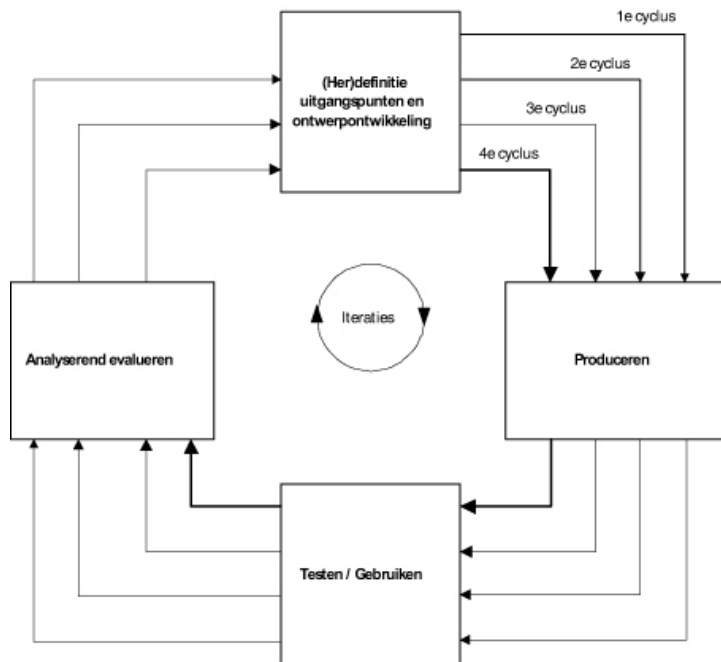 1e cyclus
(Her)definitie
uitgangspunten en
ontwerpontwikkeling
2e cyclus
3e cyclus
4e cyclus
Iteraties
Analyserend evalueren
Produceren
Testen / Gebruiken